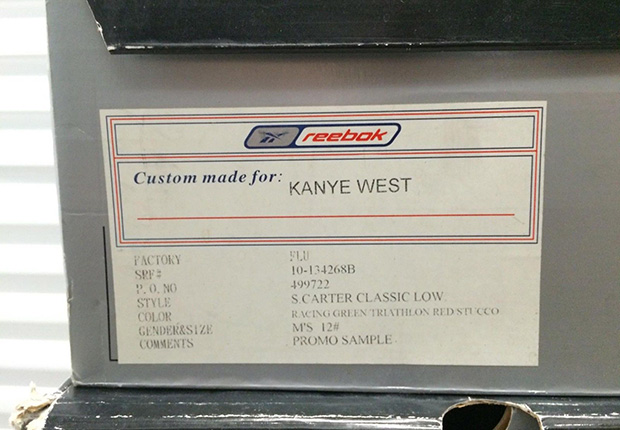 reebok
Custom made for: KANYE WEST
FACTORY FLU
SRF# 10-134268B
P.O. NO 499722
STYLE S.CARTER CLASSIC LOW
COLOR RACING GREEN/TRIATHLON RED/STUCCO
GENDER&SIZE M'S 12#
COMMENTS PROMO SAMPLE